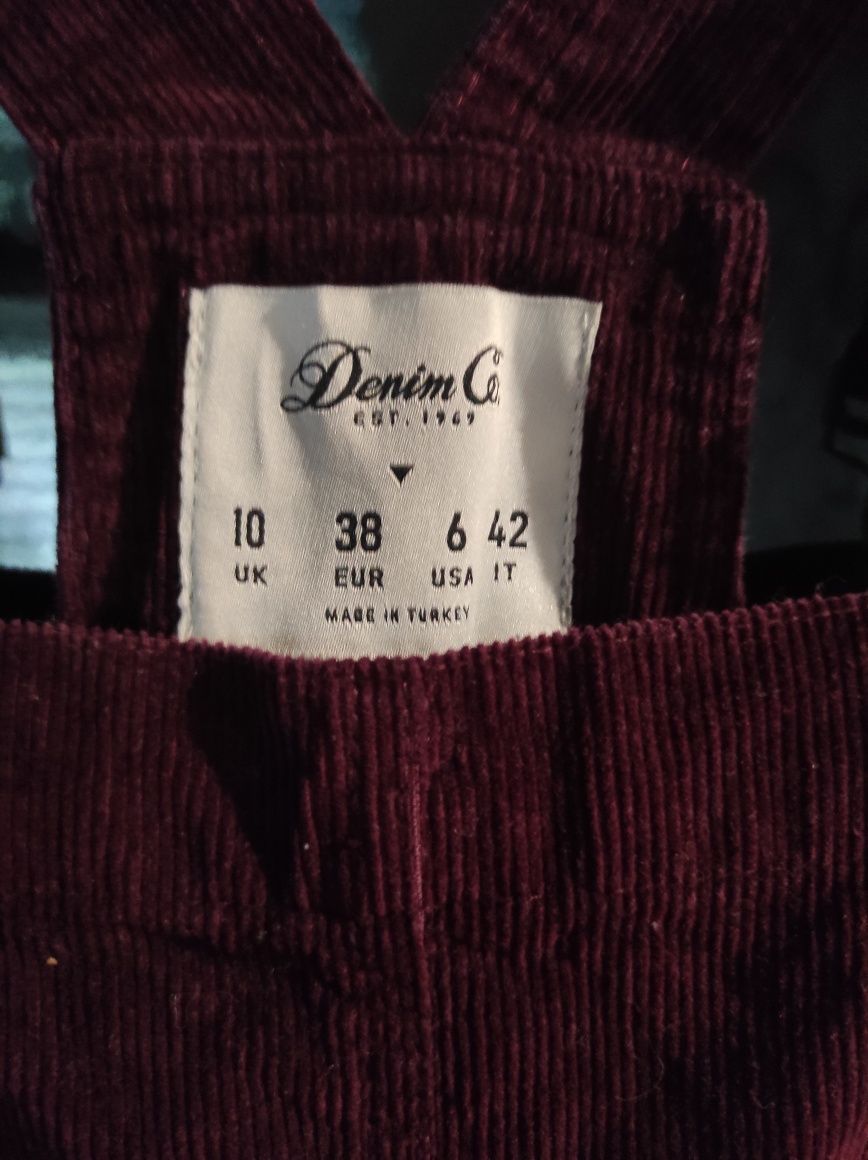 Denim Co
EST. 1969
10 38 6 42
UK EUR USA IT
MADE IN TURKEY